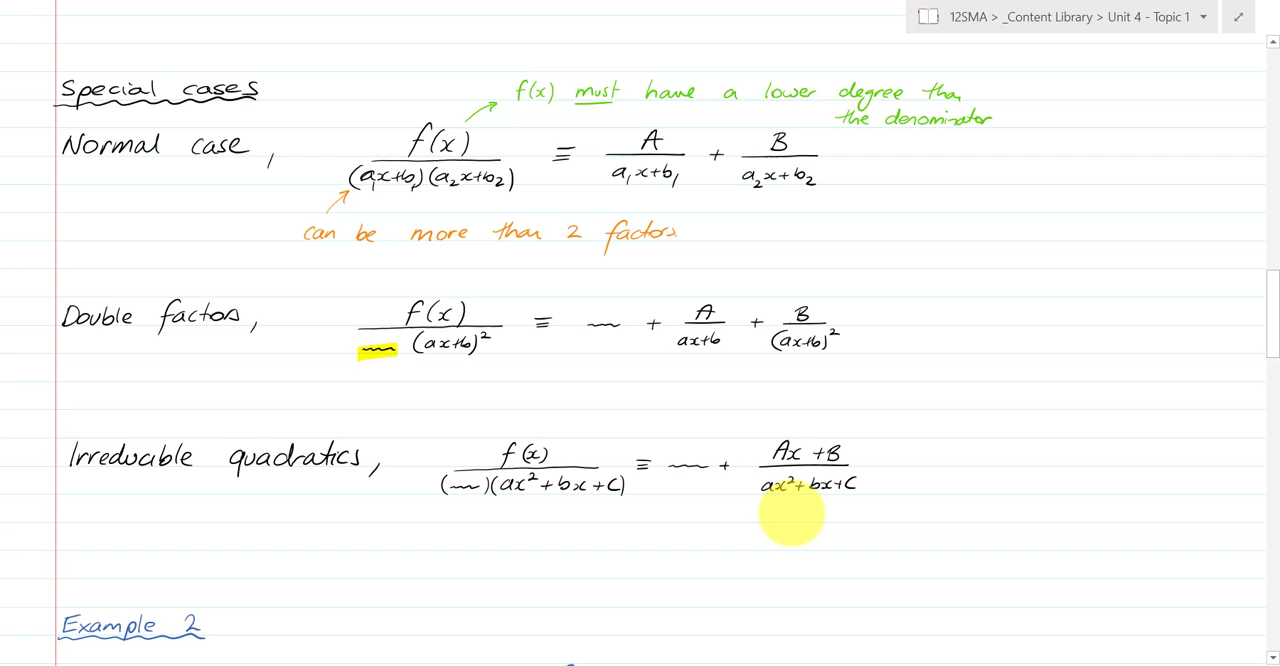 12SMA > _Content Library > Unit 4 - Topic 1
Special cases
f(x) must have a lower degree than
the denominator
Normal case, f(x) / (a₁x+b₁)(a₂x+b₂) ≡ A / a₁x+b₁ + B / a₂x+b₂
can be more than 2 factors.
Double factors, f(x) / ~~~ (ax+b)² ≡ ~~~ + A / ax+b + B / (ax+b)²
Irreducible quadratics, f(x) / (~~~)(ax²+bx+c) ≡ ~~~ + Ax+B / ax²+bx+c
Example 2